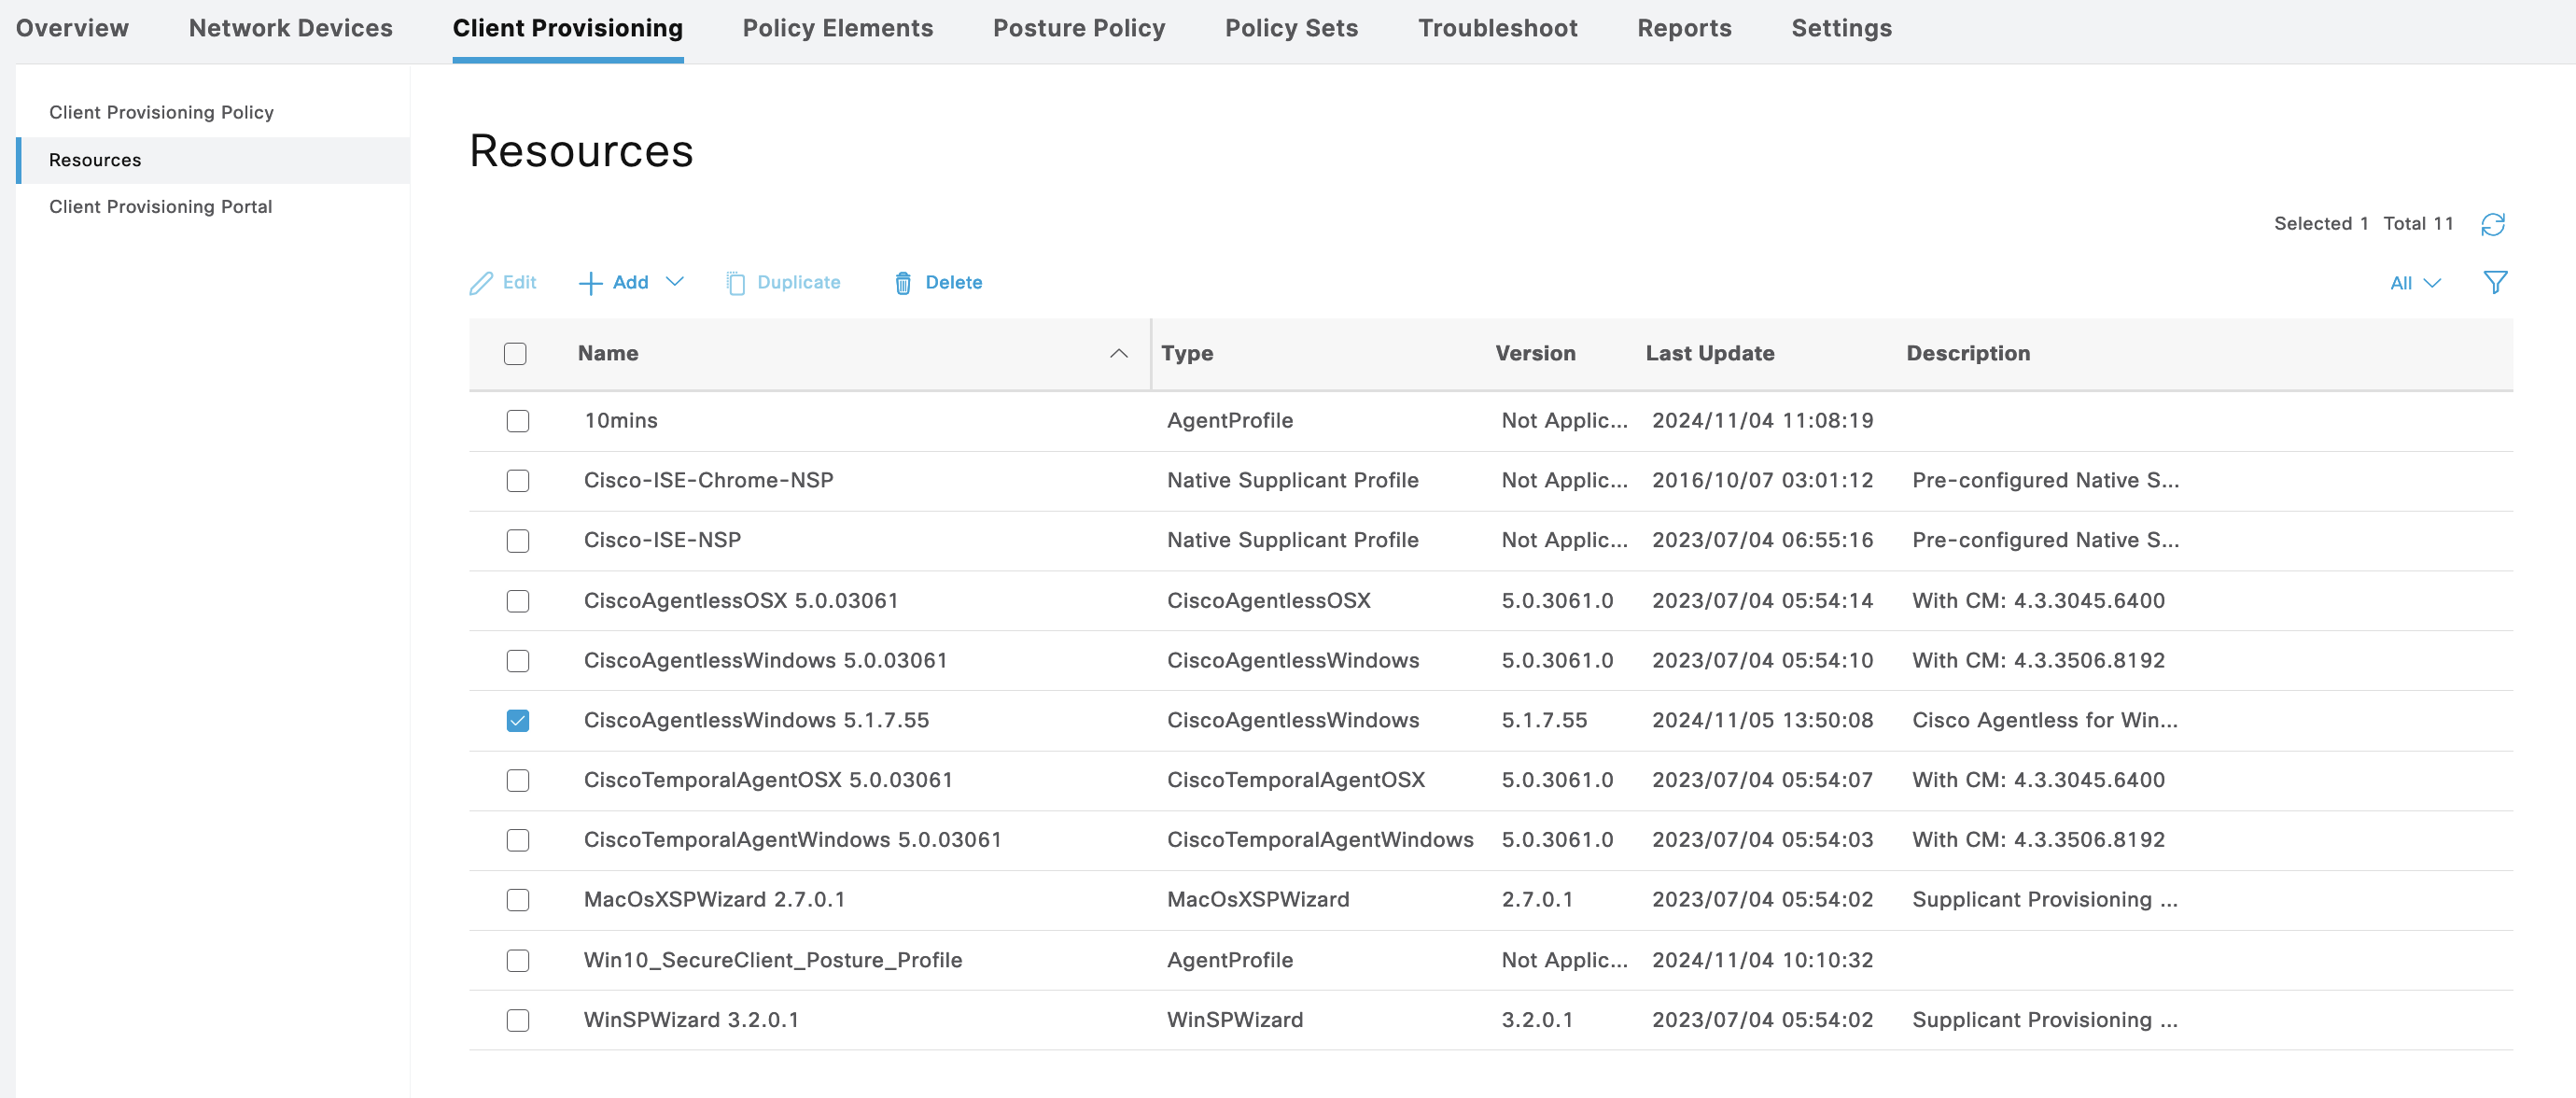 Overview Network Devices Client Provisioning Policy Elements Posture Policy Policy Sets Troubleshoot Reports Settings
Client Provisioning Policy
Resources
Client Provisioning Portal
Resources
Selected 1 Total 11
Edit Add Duplicate Delete All
Name Type Version Last Update Description
10mins AgentProfile Not Applic... 2024/11/04 11:08:19
Cisco-ISE-Chrome-NSP Native Supplicant Profile Not Applic... 2016/10/07 03:01:12 Pre-configured Native S...
Cisco-ISE-NSP Native Supplicant Profile Not Applic... 2023/07/04 06:55:16 Pre-configured Native S...
CiscoAgentlessOSX 5.0.03061 CiscoAgentlessOSX 5.0.3061.0 2023/07/04 05:54:14 With CM: 4.3.3045.6400
CiscoAgentlessWindows 5.0.03061 CiscoAgentlessWindows 5.0.3061.0 2023/07/04 05:54:10 With CM: 4.3.3506.8192
CiscoAgentlessWindows 5.1.7.55 CiscoAgentlessWindows 5.1.7.55 2024/11/05 13:50:08 Cisco Agentless for Win...
CiscoTemporalAgentOSX 5.0.03061 CiscoTemporalAgentOSX 5.0.3061.0 2023/07/04 05:54:07 With CM: 4.3.3045.6400
CiscoTemporalAgentWindows 5.0.03061 CiscoTemporalAgentWindows 5.0.3061.0 2023/07/04 05:54:03 With CM: 4.3.3506.8192
MacOsXSPWizard 2.7.0.1 MacOsXSPWizard 2.7.0.1 2023/07/04 05:54:02 Supplicant Provisioning ...
Win10_SecureClient_Posture_Profile AgentProfile Not Applic... 2024/11/04 10:10:32
WinSPWizard 3.2.0.1 WinSPWizard 3.2.0.1 2023/07/04 05:54:02 Supplicant Provisioning ...